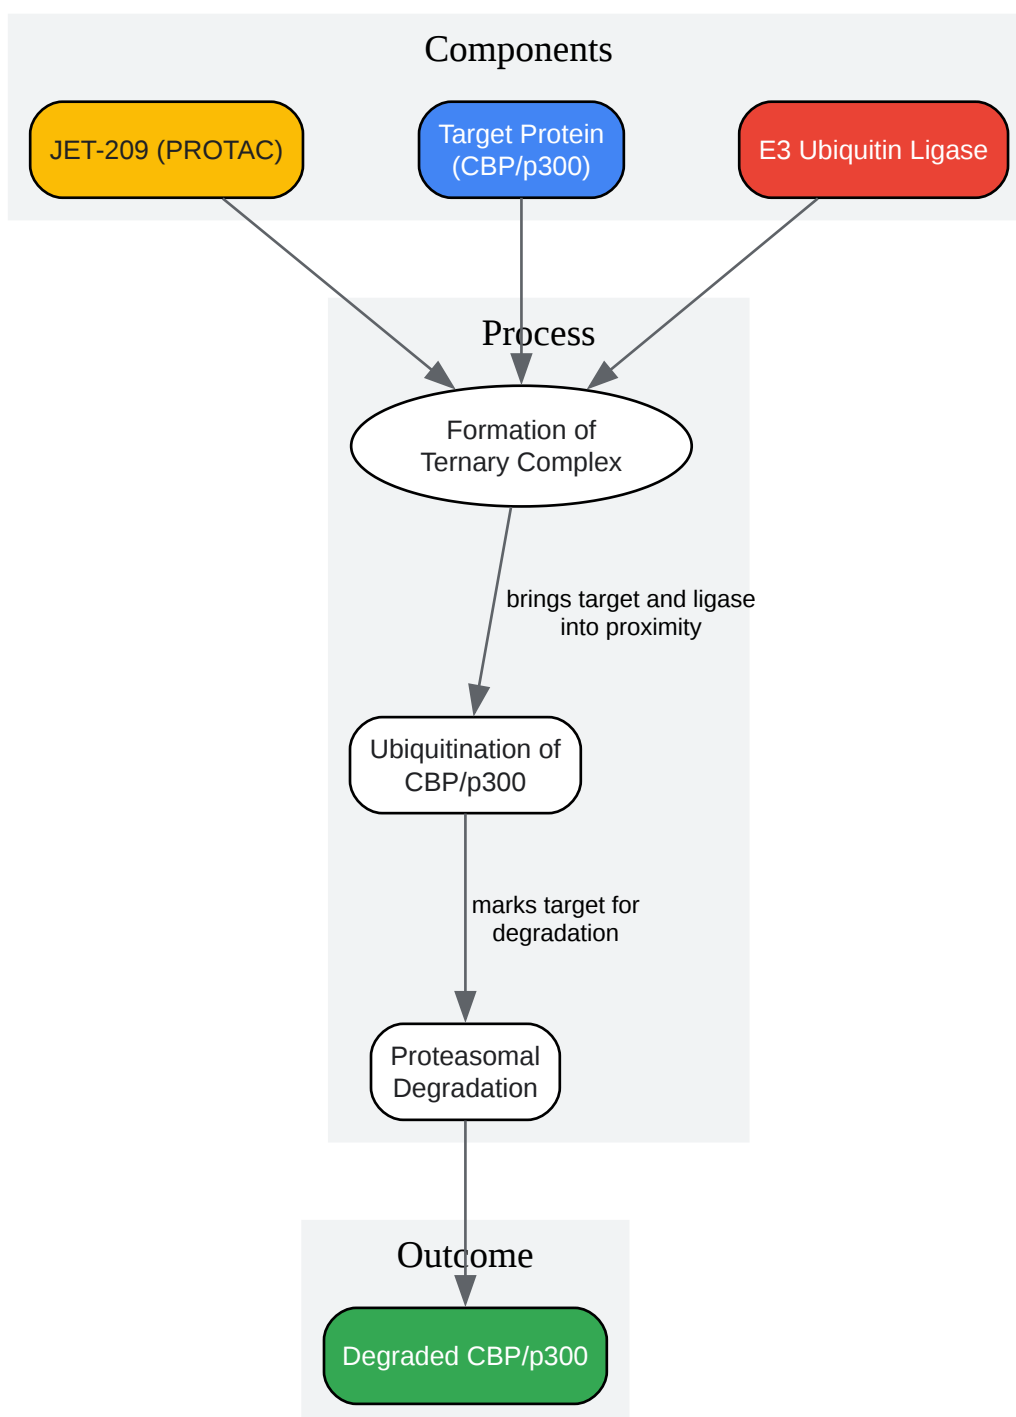 Components
JET-209 (PROTAC)
Target Protein
(CBP/p300)
E3 Ubiquitin Ligase
Process
Formation of
Ternary Complex
brings target and ligase
into proximity
Ubiquitination of
CBP/p300
marks target for
degradation
Proteasomal
Degradation
Outcome
Degraded CBP/p300